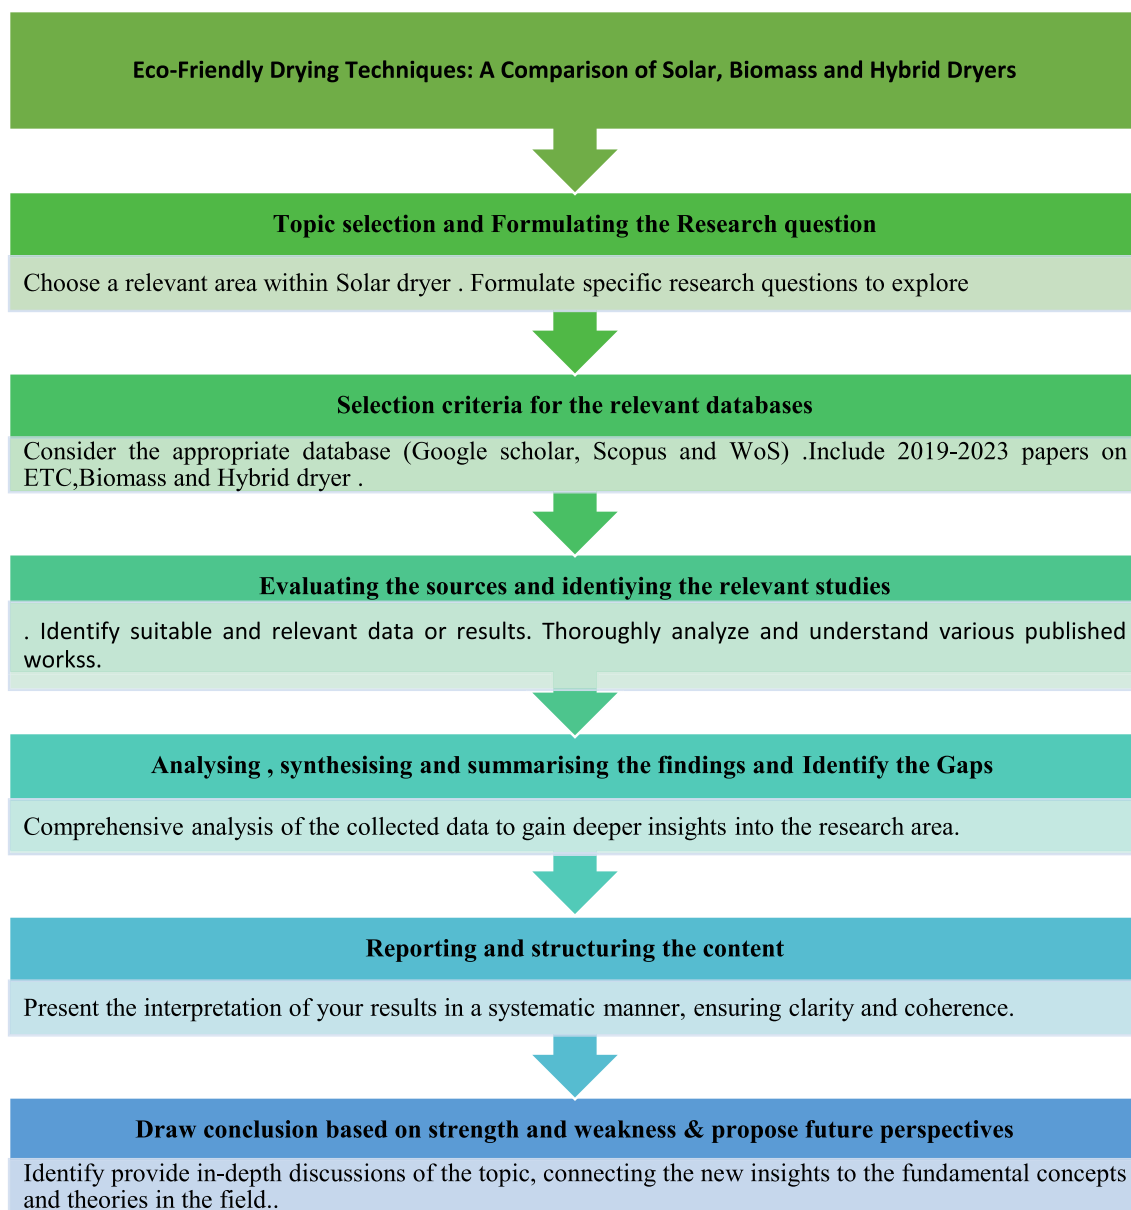 Eco-Friendly Drying Techniques: A Comparison of Solar, Biomass and Hybrid Dryers
Topic selection and Formulating the Research question
Choose a relevant area within Solar dryer . Formulate specific research questions to explore
Selection criteria for the relevant databases
Consider the appropriate database (Google scholar, Scopus and WoS) .Include 2019-2023 papers on
ETC,Biomass and Hybrid dryer .
Evaluating the sources and identiying the relevant studies
. Identify suitable and relevant data or results. Thoroughly analyze and understand various published
workss.
Analysing , synthesising and summarising the findings and Identify the Gaps
Comprehensive analysis of the collected data to gain deeper insights into the research area.
Reporting and structuring the content
Present the interpretation of your results in a systematic manner, ensuring clarity and coherence.
Draw conclusion based on strength and weakness & propose future perspectives
Identify provide in-depth discussions of the topic, connecting the new insights to the fundamental concepts
and theories in the field..